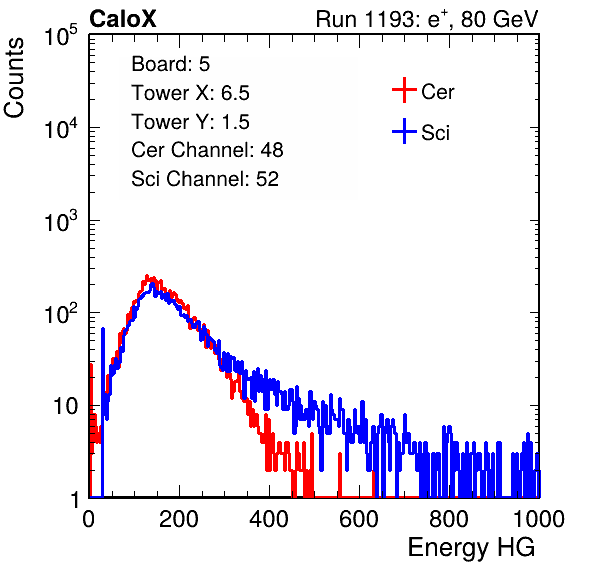 CaloX Run 1193: e⁺, 80 GeV
Board: 5
Tower X: 6.5
Tower Y: 1.5
Cer Channel: 48
Sci Channel: 52
Cer
Sci
Counts
10⁵
10⁴
10³
10²
10
1
0 200 400 600 800 1000
Energy HG